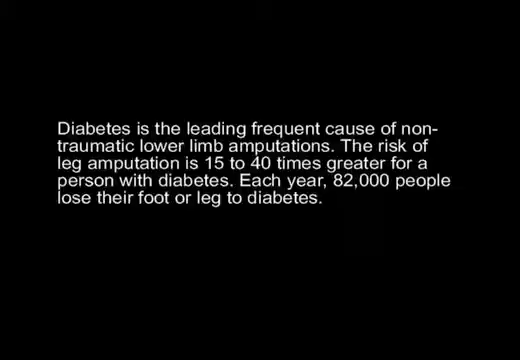 Diabetes is the leading frequent cause of non-
traumatic lower limb amputations. The risk of
leg amputation is 15 to 40 times greater for a
person with diabetes. Each year, 82,000 people
lose their foot or leg to diabetes.